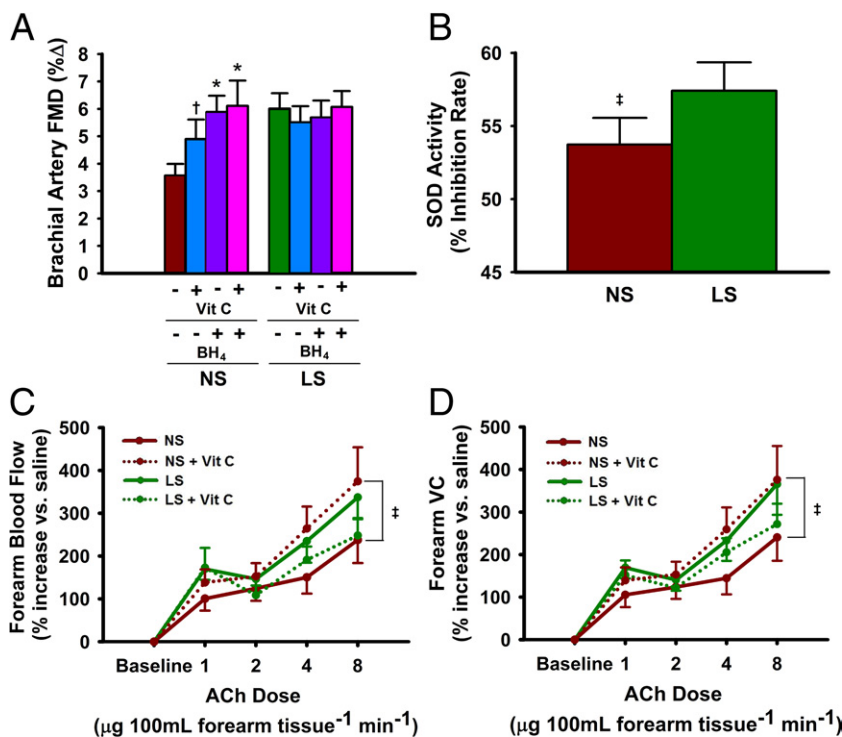 A
Brachial Artery FMD (%Δ)
8
7
6
5
4
3
2
1
0
† * *
- + - + - + - +
Vit C Vit C
- - + + - - + +
BH4 BH4
NS LS
B
SOD Activity
(% Inhibition Rate)
60
55
50
45
‡
NS LS
C
Forearm Blood Flow
(% increase vs. saline)
500
400
300
200
100
0
NS
NS + Vit C
LS
LS + Vit C
‡
Baseline 1 2 4 8
ACh Dose
(μg 100mL forearm tissue-1 min-1)
D
Forearm VC
(% increase vs. saline)
500
400
300
200
100
0
NS
NS + Vit C
LS
LS + Vit C
‡
Baseline 1 2 4 8
ACh Dose
(μg 100mL forearm tissue-1 min-1)